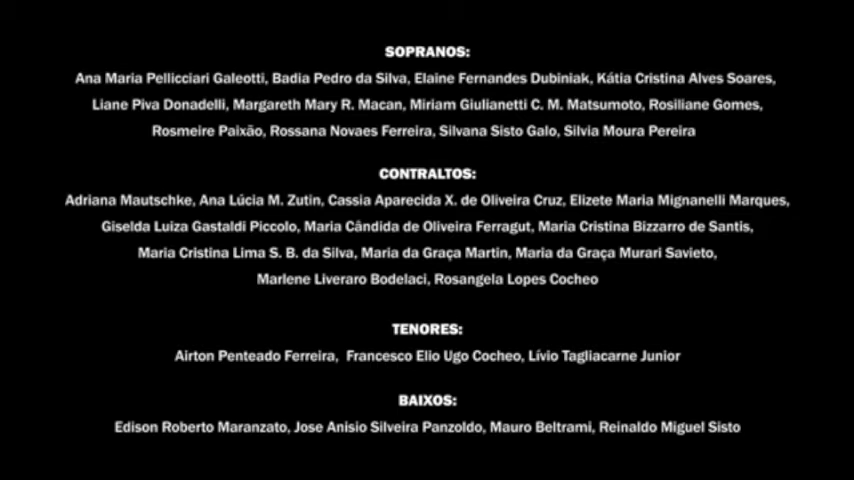 SOPRANOS:
Ana Maria Pellicciari Galeotti, Badia Pedro da Silva, Elaine Fernandes Dubiniak, Kátia Cristina Alves Soares,
Liane Piva Donadelli, Margareth Mary R. Macan, Miriam Giulianetti C. M. Matsumoto, Rosiliane Gomes,
Rosmeire Paixão, Rossana Novaes Ferreira, Silvana Sisto Galo, Silvia Moura Pereira
CONTRALTOS:
Adriana Mautschke, Ana Lúcia M. Zutin, Cassia Aparecida X. de Oliveira Cruz, Elizete Maria Mignanelli Marques,
Giselda Luiza Gastaldi Piccolo, Maria Cândida de Oliveira Ferragut, Maria Cristina Bizzarro de Santis,
Maria Cristina Lima S. B. da Silva, Maria da Graça Martin, Maria da Graça Murari Savieto,
Marlene Liveraro Bodelaci, Rosangela Lopes Cocheo
TENORES:
Airton Penteado Ferreira, Francesco Elio Ugo Cocheo, Lívio Tagliacarne Junior
BAIXOS:
Edison Roberto Maranzato, Jose Anisio Silveira Panzoldo, Mauro Beltrami, Reinaldo Miguel Sisto